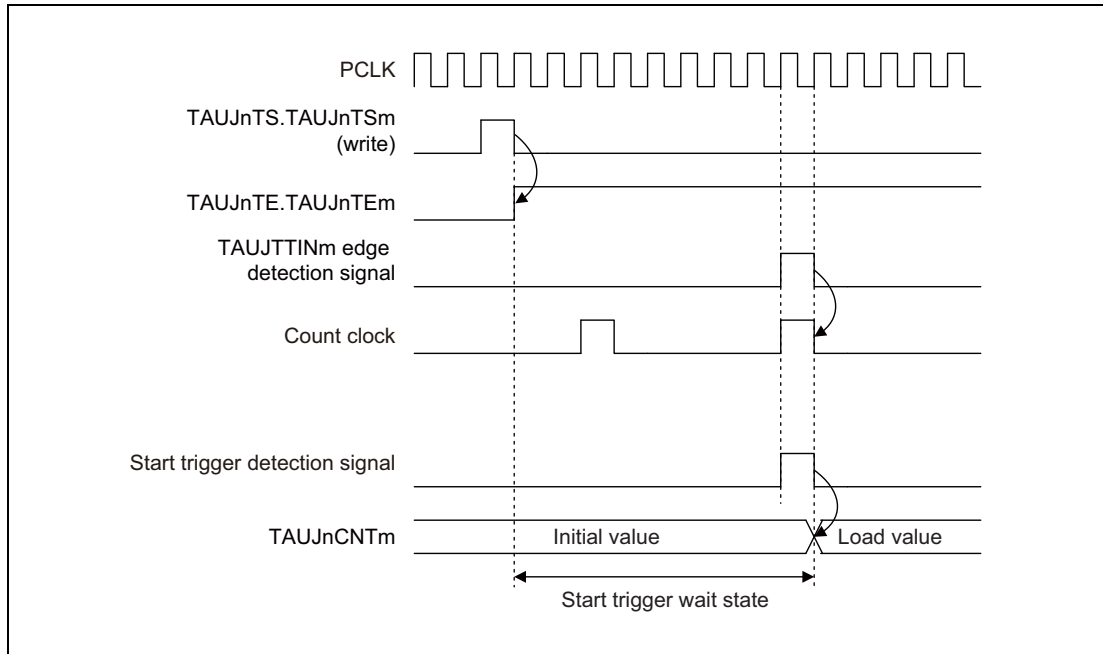 PCLK
TAUJnTS.TAUJnTSm
(write)
TAUJnTE.TAUJnTEm
TAUJTTINm edge
detection signal
Count clock
Start trigger detection signal
TAUJnCNTm
Initial value
Load value
Start trigger wait state